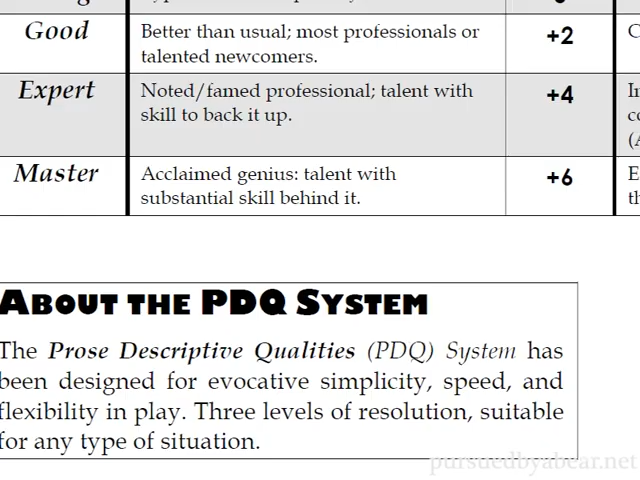 Good
Better than usual; most professionals or
talented newcomers.
+2
Expert
Noted/famed professional; talent with
skill to back it up.
+4
Master
Acclaimed genius: talent with
substantial skill behind it.
+6
ABOUT THE PDQ SYSTEM
The Prose Descriptive Qualities (PDQ) System has
been designed for evocative simplicity, speed, and
flexibility in play. Three levels of resolution, suitable
for any type of situation.
pursuedbyabear.net